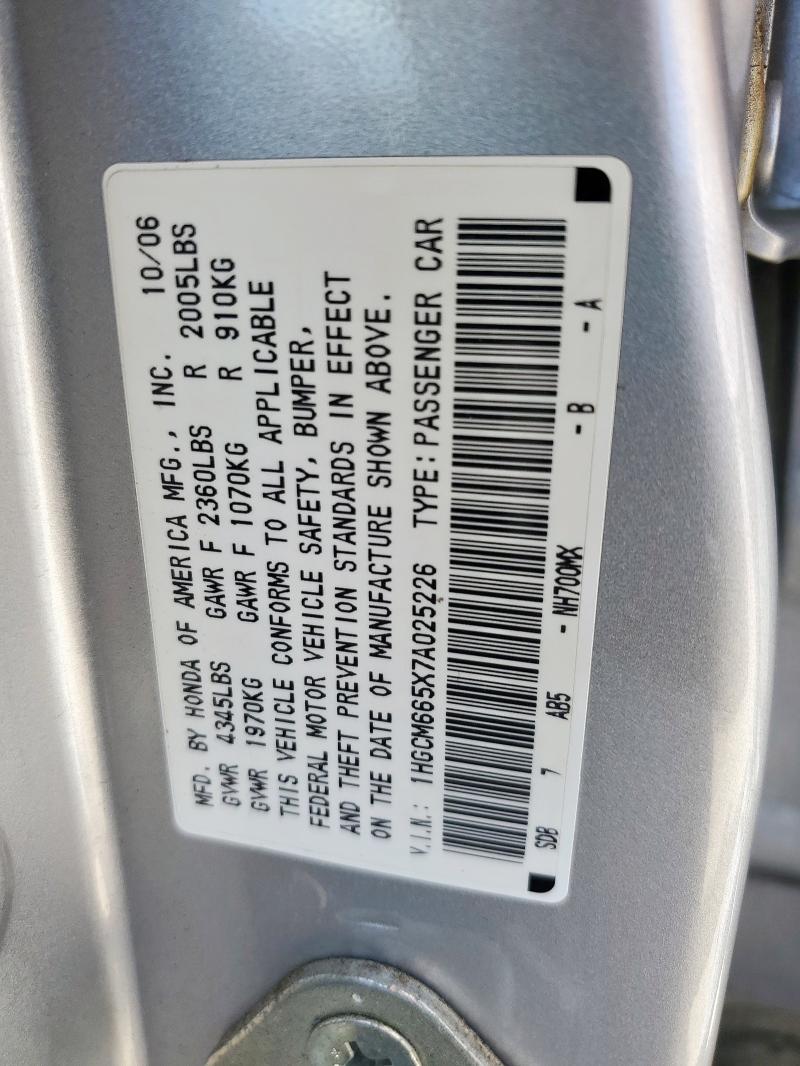 MFD. BY HONDA OF AMERICA MFG., INC. 10/06
GVWR 4345LBS GAWR F 2360LBS R 2005LBS
GVWR 1970KG GAWR F 1070KG R 910KG
THIS VEHICLE CONFORMS TO ALL APPLICABLE
FEDERAL MOTOR VEHICLE SAFETY, BUMPER,
AND THEFT PREVENTION STANDARDS IN EFFECT
ON THE DATE OF MANUFACTURE SHOWN ABOVE.
V.I.N.: 1HGCM665X7A025226 TYPE:PASSENGER CAR
SDB 7 AB5 - NH700MX - B - A